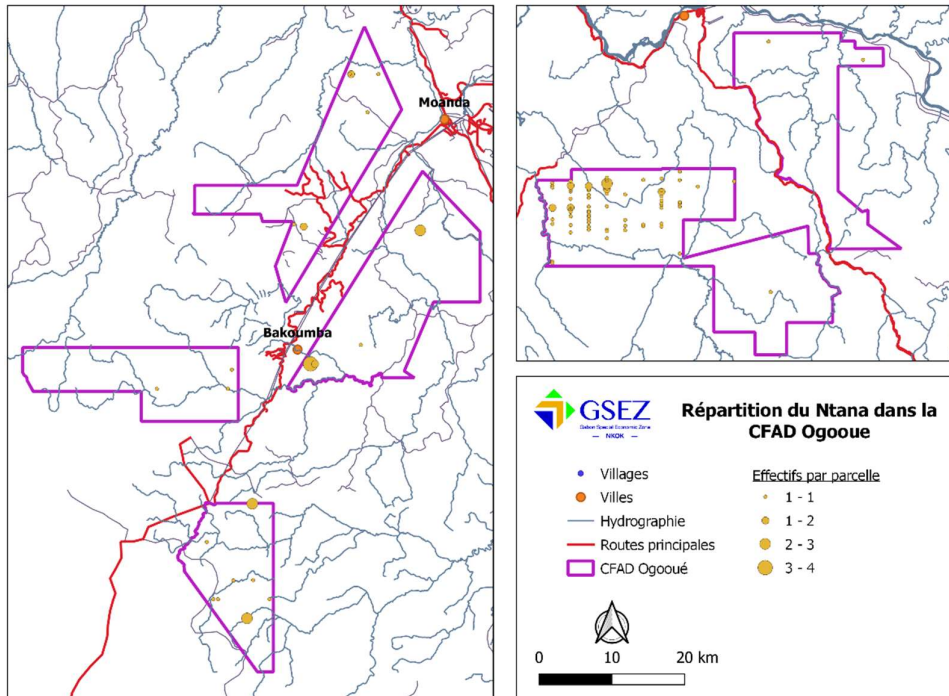 Moanda
Bakoumba
GSEZ
Gabon Special Economic Zone
— NKOK —
Répartition du Ntana dans la
CFAD Ogooue
Villages
Villes
Hydrographie
Routes principales
CFAD Ogooué
Effectifs par parcelle
1 - 1
1 - 2
2 - 3
3 - 4
0 10 20 km